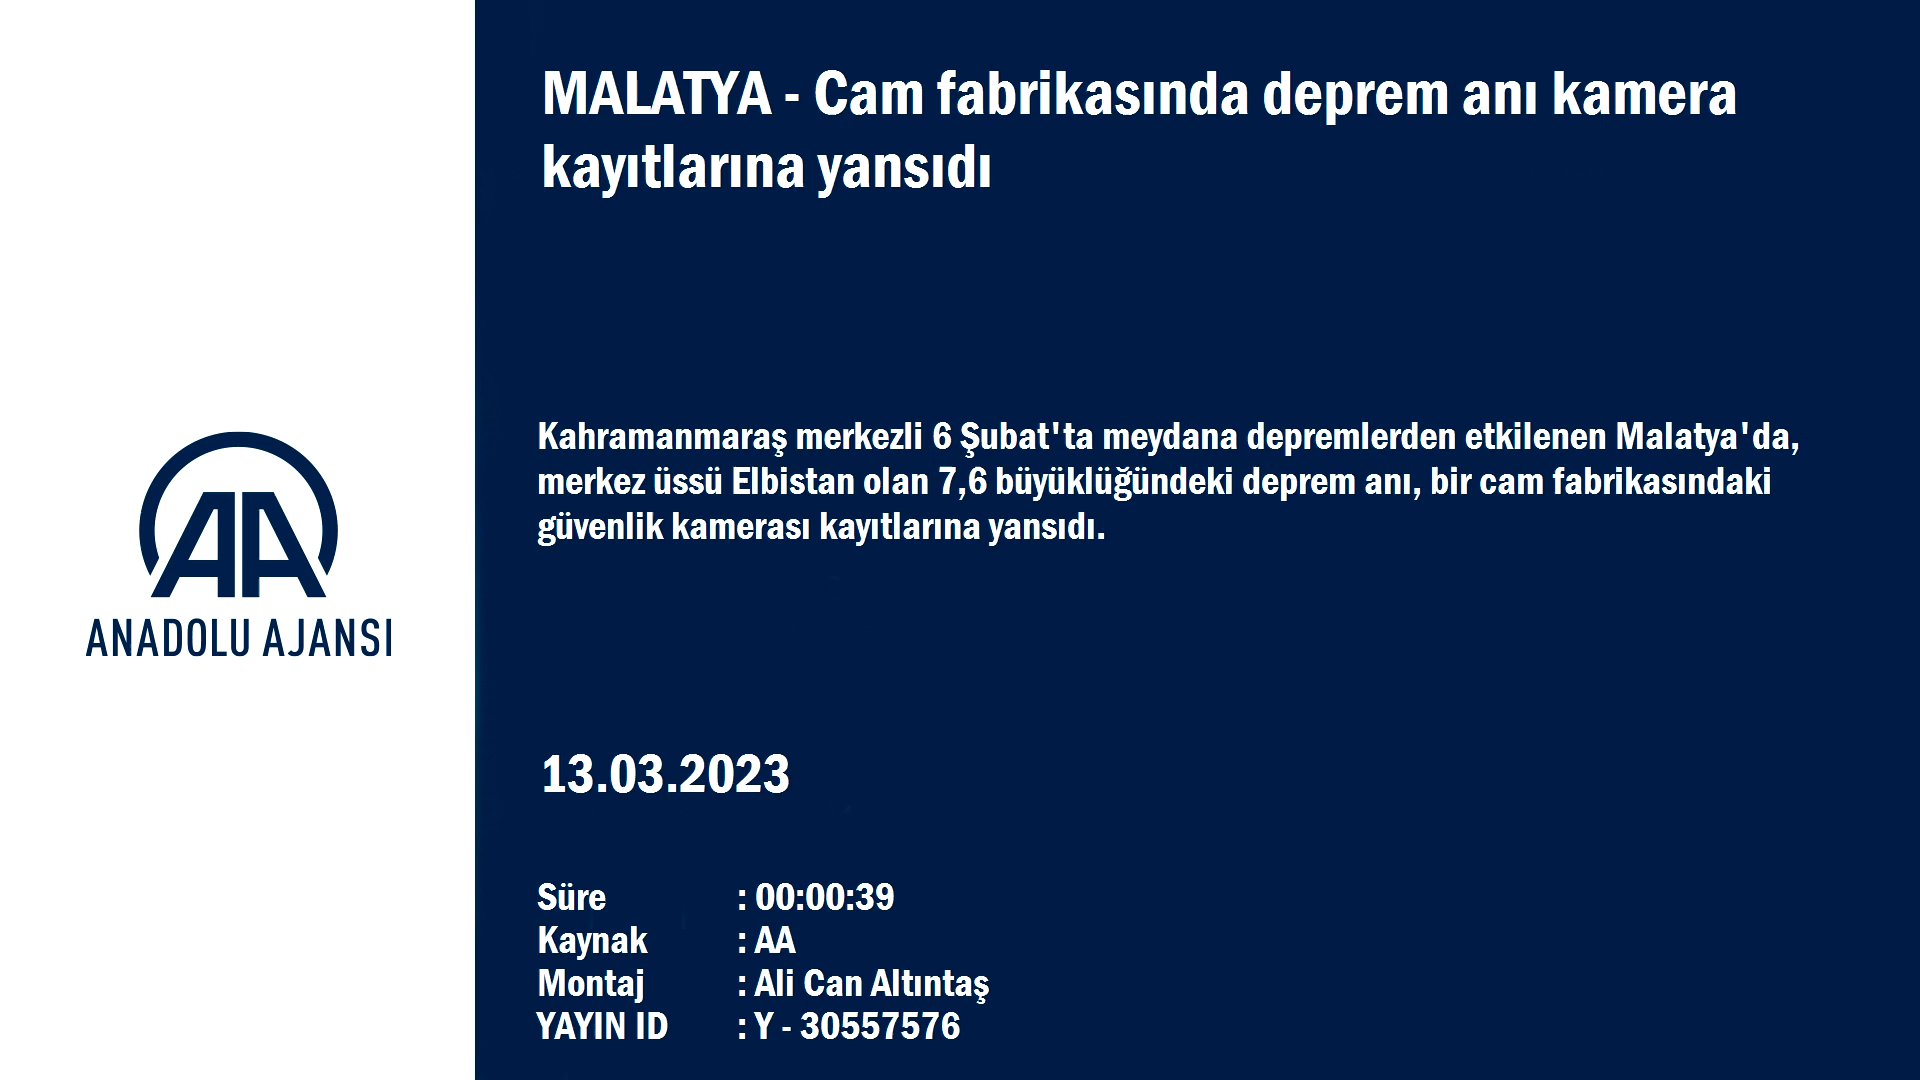 MALATYA - Cam fabrikasında deprem anı kamera
kayıtlarına yansıdı
Kahramanmaraş merkezli 6 Şubat'ta meydana depremlerden etkilenen Malatya'da,
merkez üssü Elbistan olan 7,6 büyüklüğündeki deprem anı, bir cam fabrikasındaki
güvenlik kamerası kayıtlarına yansıdı.
AA
ANADOLU AJANSI
13.03.2023
Süre : 00:00:39
Kaynak : AA
Montaj : Ali Can Altıntaş
YAYIN ID : Y - 30557576